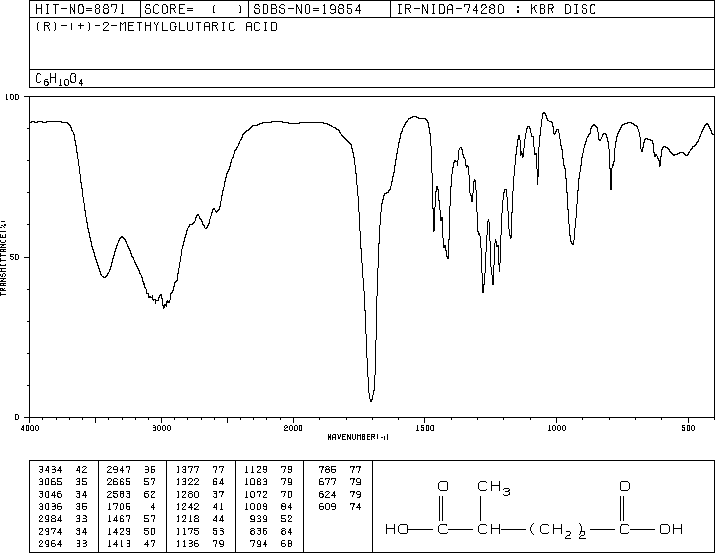 HIT-NO=8871 SCORE= ( ) SDBS-NO=19854 IR-NIDA-74280 : KBR DISC
(R)-(+)-2-METHYLGLUTARIC ACID
C6H10O4
100
TRANSMITTANCE(%)
50
0
4000 3000 2000 1500 1000 500
WAVENUMBER(-1)
3434 42 2947 36 1377 77 1129 79 786 77
3065 35 2665 57 1322 64 1083 79 677 79
3046 34 2583 62 1280 37 1072 70 624 79
3036 35 1706 4 1242 41 1009 84 609 74
2984 33 1467 57 1218 44 939 52
2974 34 1429 50 1175 53 836 84
2964 33 1413 47 1136 79 794 68
O CH3 O
HO C CH (CH2)2 C OH